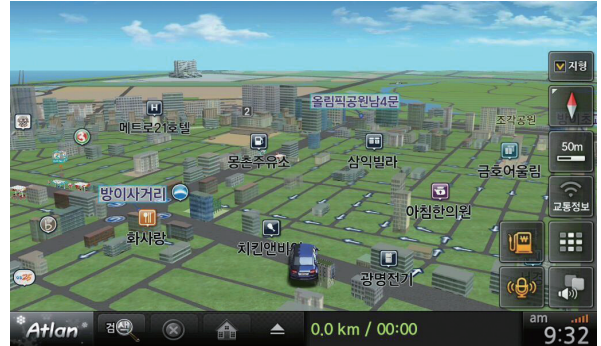 지형
올림픽공원남4문
H
2
조각공원
메트로21호텔
50m
몽촌주유소
삼익빌라
금호어울림
교통정보
방이사거리
아침한의원
화사랑
치킨앤비어
광명전기
Atlan
0.0 km / 00:00
am
9:32